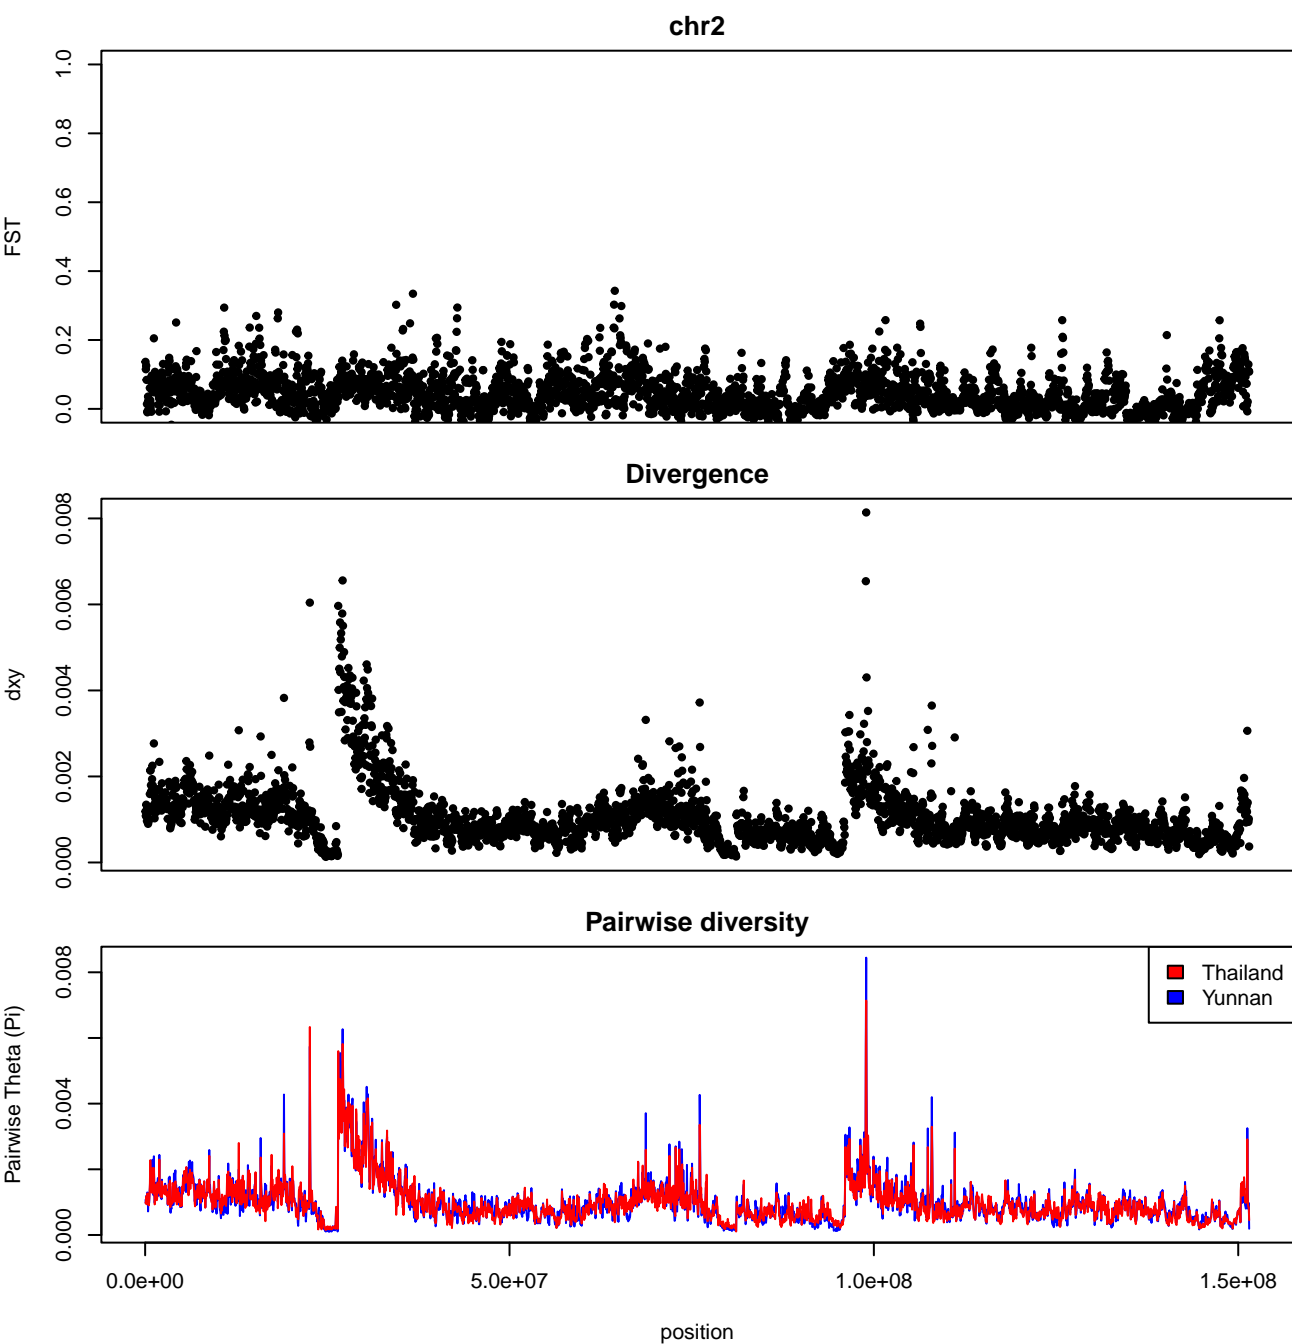 chr2
FST
1.0
0.8
0.6
0.4
0.2
0.0
Divergence
dxy
0.008
0.006
0.004
0.002
0.000
Pairwise diversity
Pairwise Theta (Pi)
0.008
0.004
0.000
Thailand
Yunnan
0.0e+00 5.0e+07 1.0e+08 1.5e+08
position